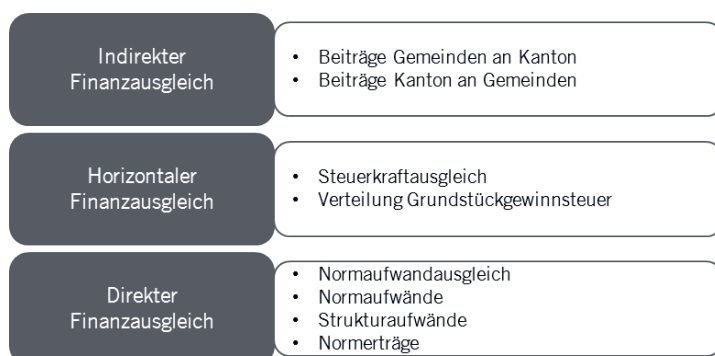 Indirekter
Finanzausgleich
• Beiträge Gemeinden an Kanton
• Beiträge Kanton an Gemeinden
Horizontaler
Finanzausgleich
• Steuerkraftausgleich
• Verteilung Grundstückgewinnsteuer
Direkter
Finanzausgleich
• Normaufwandausgleich
• Normaufwände
• Strukturaufwände
• Normerträge